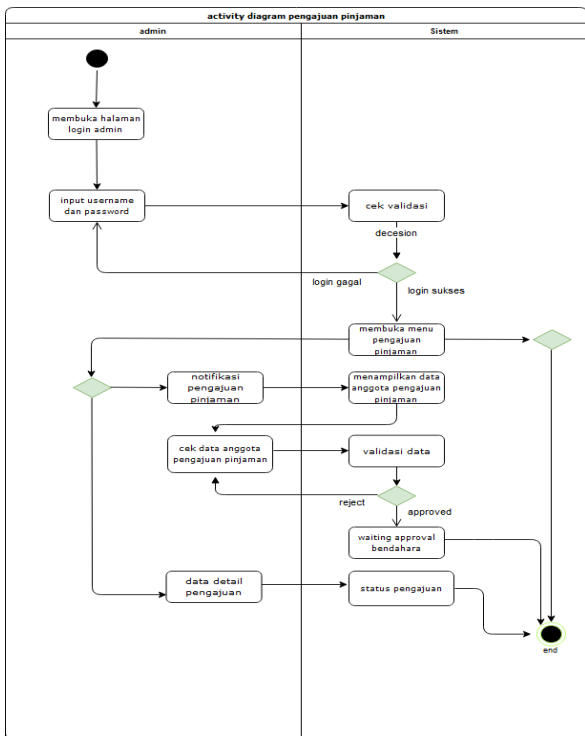 activity diagram pengajuan pinjaman
admin
Sistem
membuka halaman
login admin
input username
dan password
cek validasi
decesion
login gagal
login sukses
membuka menu
pengajuan
pinjaman
notifikasi
pengajuan
pinjaman
menampilkan data
anggota pengajuan
pinjaman
cek data anggota
pengajuan pinjaman
validasi data
reject
approved
waiting approval
bendahara
data detail
pengajuan
status pengajuan
end